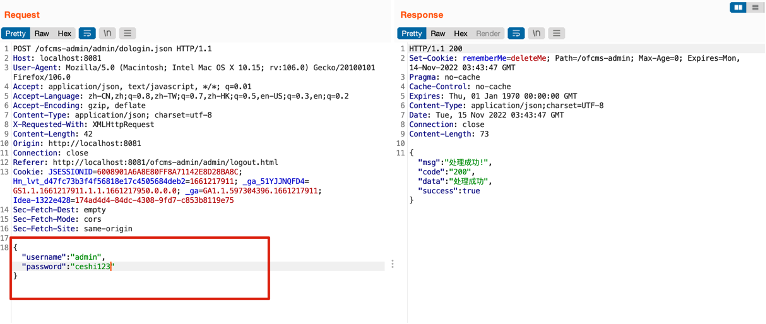 Request
Pretty Raw Hex \n
1 POST /ofcms-admin/admin/dologin.json HTTP/1.1
2 Host: localhost:8081
3 User-Agent: Mozilla/5.0 (Macintosh; Intel Mac OS X 10.15; rv:106.0) Gecko/20100101
Firefox/106.0
4 Accept: application/json, text/javascript, */*; q=0.01
5 Accept-Language: zh-CN,zh;q=0.8,zh-TW;q=0.7,zh-HK;q=0.5,en-US;q=0.3,en;q=0.2
6 Accept-Encoding: gzip, deflate
7 Content-Type: application/json; charset=utf-8
8 X-Requested-With: XMLHttpRequest
9 Content-Length: 42
10 Origin: http://localhost:8081
11 Connection: close
12 Referer: http://localhost:8081/ofcms-admin/admin/logout.html
13 Cookie: JSESSIONID=6008901A6A8E80FF8A71142E8D28BA8C;
Hm_lvt_d47fc73b3f4f56818e17c4505684deb2=1661217911; _ga_51YJJNQFD4=
GS1.1.1661217911.1.1.1661217950.0.0.0; _ga=GA1.1.597304396.1661217911;
Idea-1322e428=174ad4d4-84dc-4308-9fd7-c853b8119e75
14 Sec-Fetch-Dest: empty
15 Sec-Fetch-Mode: cors
16 Sec-Fetch-Site: same-origin
17
18 {
"username":"admin",
"password":"ceshi123"
}
Response
Pretty Raw Hex Render \n
1 HTTP/1.1 200
2 Set-Cookie: rememberMe=deleteMe; Path=/ofcms-admin; Max-Age=0; Expires=Mon,
14-Nov-2022 03:43:47 GMT
3 Pragma: no-cache
4 Cache-Control: no-cache
5 Expires: Thu, 01 Jan 1970 00:00:00 GMT
6 Content-Type: application/json;charset=UTF-8
7 Date: Tue, 15 Nov 2022 03:43:47 GMT
8 Connection: close
9 Content-Length: 73
10
11 {
"msg":"处理成功!",
"code":"200",
"data":"处理成功",
"success":true
}